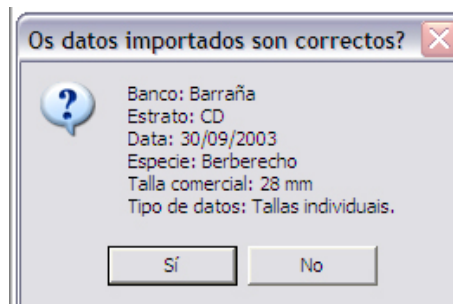 Os datos importados son correctos?
Banco: Barraña
Estrato: CD
Data: 30/09/2003
Especie: Berberecho
Talla comercial: 28 mm
Tipo de datos: Tallas individuais.
Sí
No